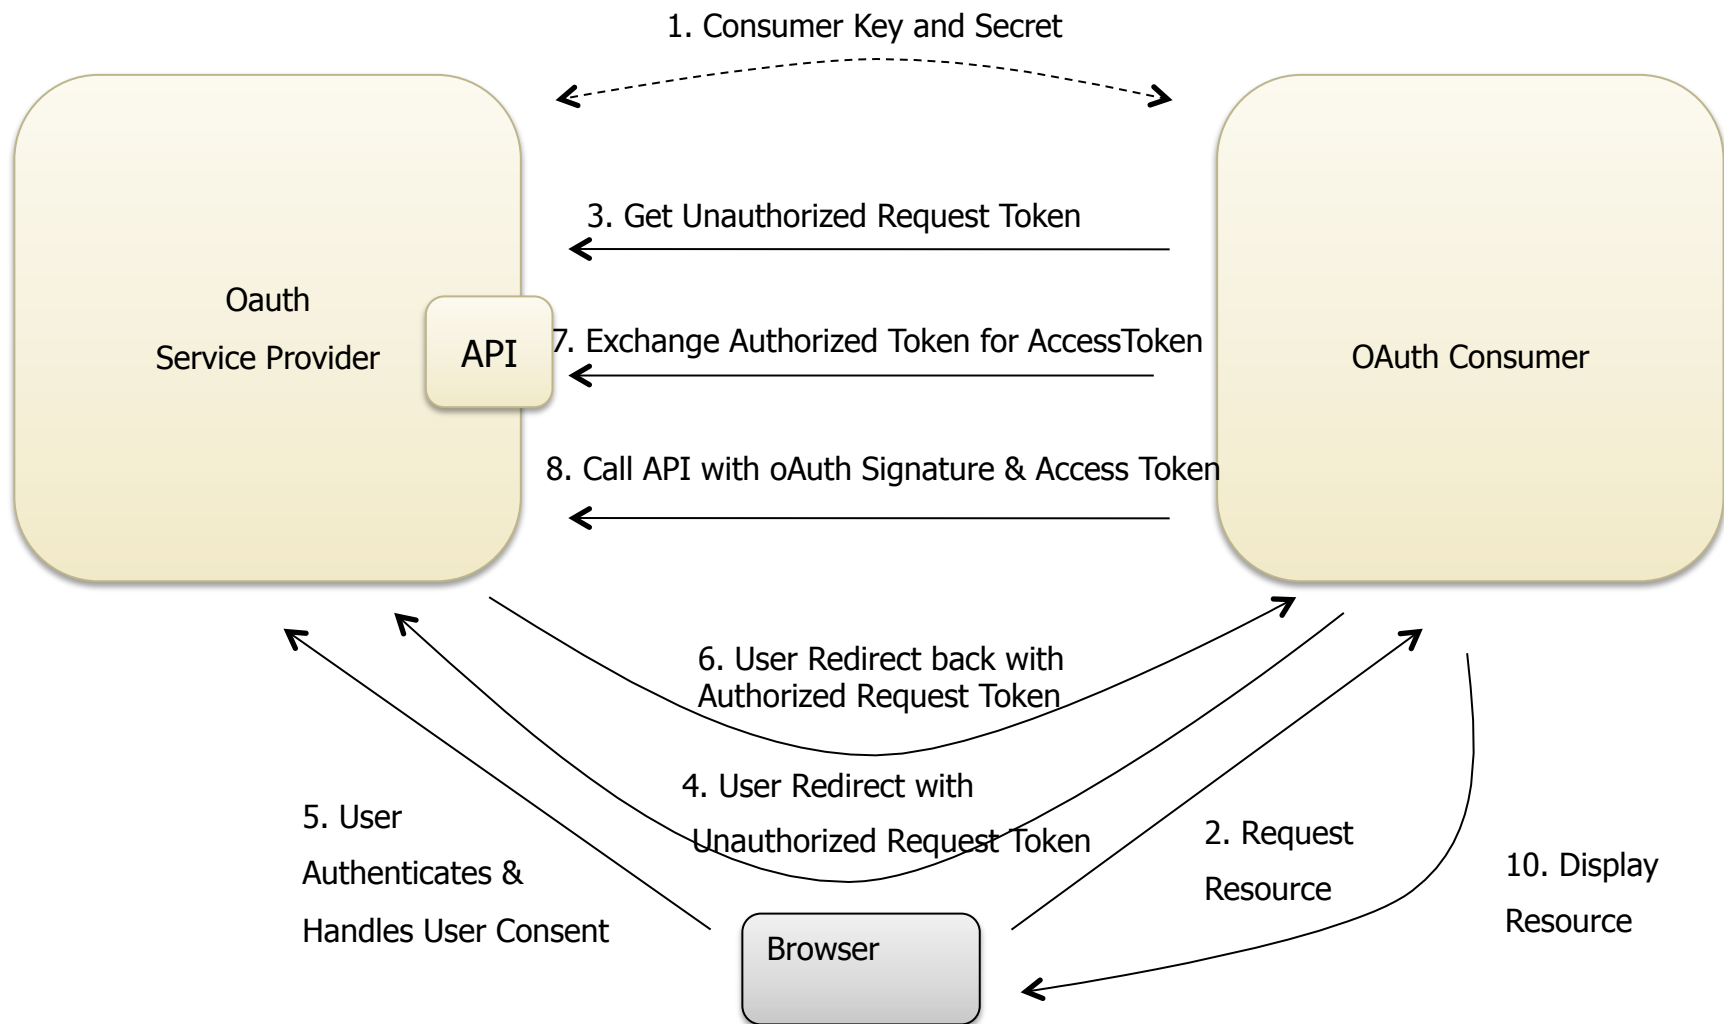 1. Consumer Key and Secret
3. Get Unauthorized Request Token
Oauth
Service Provider
API
7. Exchange Authorized Token for AccessToken
OAuth Consumer
8. Call API with oAuth Signature & Access Token
6. User Redirect back with
Authorized Request Token
4. User Redirect with
Unauthorized Request Token
5. User
Authenticates &
Handles User Consent
2. Request
Resource
10. Display
Resource
Browser